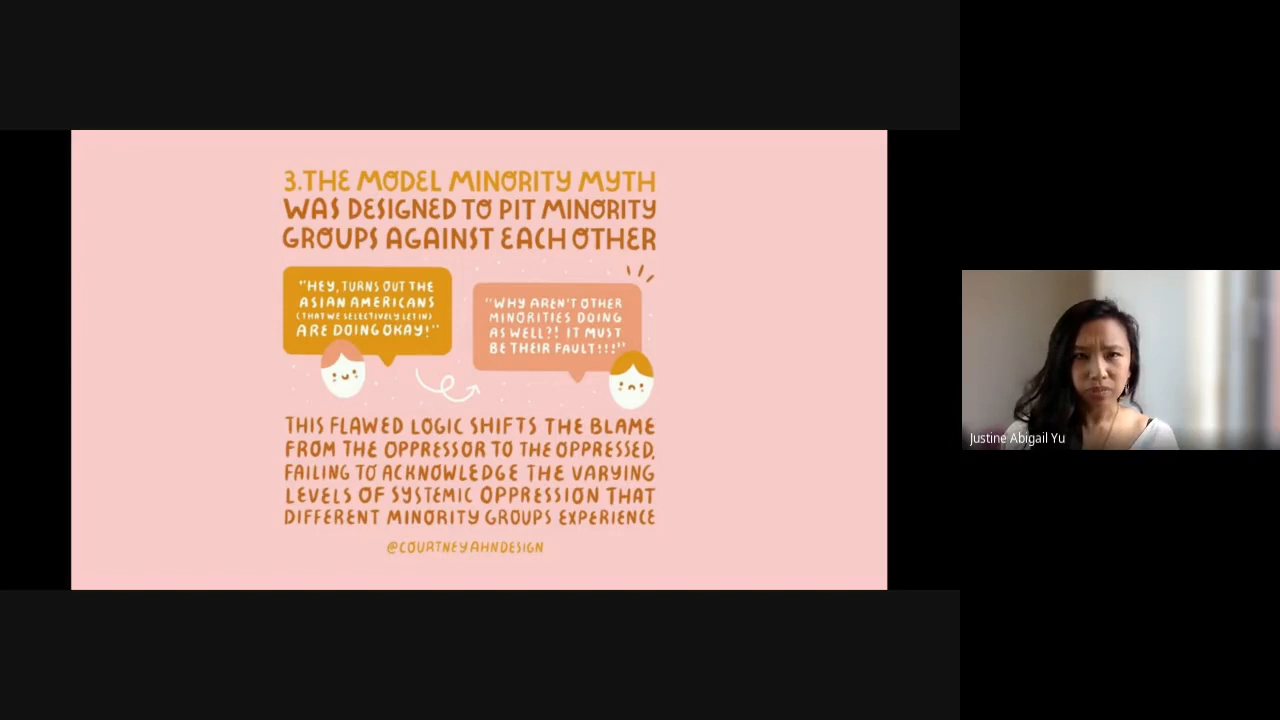 3.THE MODEL MINORITY MYTH
WAS DESIGNED TO PIT MINORITY
GROUPS AGAINST EACH OTHER
"HEY, TURNS OUT THE
ASIAN AMERICANS
(THAT WE SELECTIVELY LET IN)
ARE DOING OKAY!"
"WHY AREN'T OTHER
MINORITIES DOING
AS WELL?! IT MUST
BE THEIR FAULT!!!"
THIS FLAWED LOGIC SHIFTS THE BLAME
FROM THE OPPRESSOR TO THE OPPRESSED,
FAILING TO ACKNOWLEDGE THE VARYING
LEVELS OF SYSTEMIC OPPRESSION THAT
DIFFERENT MINORITY GROUPS EXPERIENCE
@COURTNEYAHNDESIGN
Justine Abigail Yu